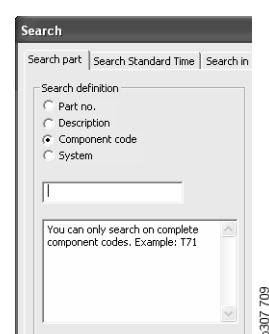 Search
Search part Search Standard Time Search in
Search definition
Part no.
Description
Component code
System
You can only search on complete
component codes. Example: T71
307 709